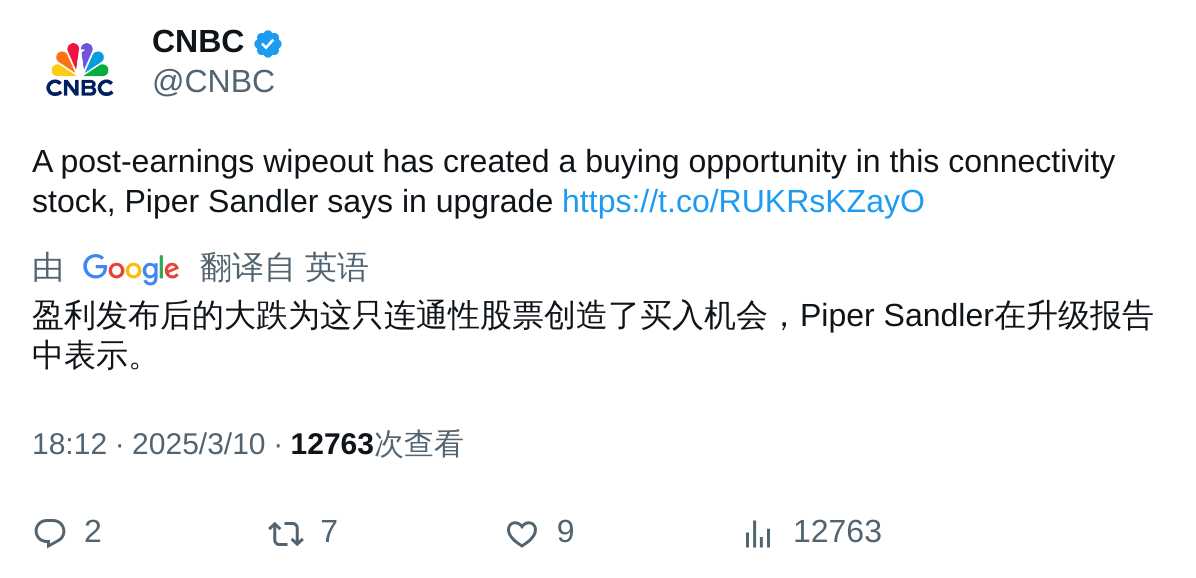 CNBC
CNBC
@CNBC
A post-earnings wipeout has created a buying opportunity in this connectivity
stock, Piper Sandler says in upgrade https://t.co/RUKRsKZayO
由 Google 翻译自 英语
盈利发布后的大跌为这只连通性股票创造了买入机会，Piper Sandler在升级报告
中表示。
18:12 · 2025/3/10 · 12763次查看
2 7 9 12763